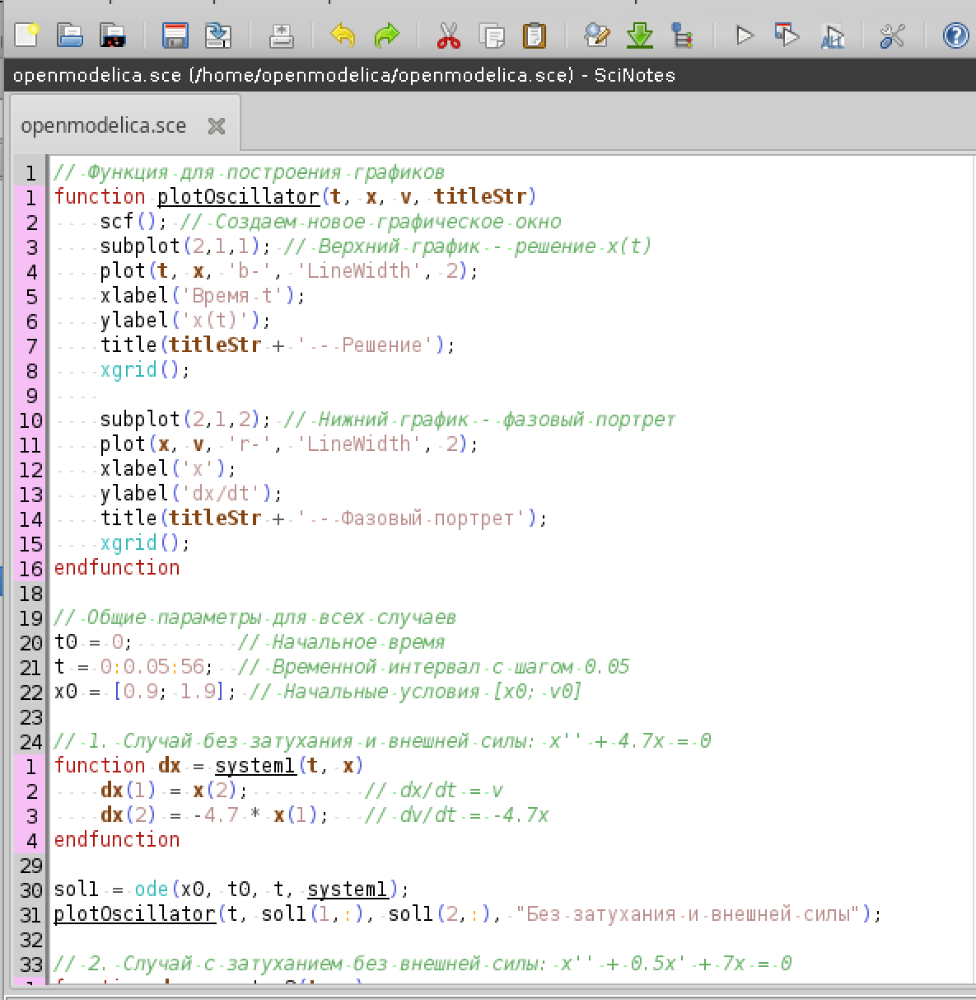 openmodelica.sce (/home/openmodelica/openmodelica.sce) - SciNotes
openmodelica.sce
1 // Функция для построения графиков
1 function plotOscillator(t, x, v, titleStr)
2 scf(); // Создаем новое графическое окно
3 subplot(2,1,1); // Верхний график - решение x(t)
4 plot(t, x, 'b-', 'LineWidth', 2);
5 xlabel('Время t');
6 ylabel('x(t)');
7 title(titleStr + ' - Решение');
8 xgrid();
9
10 subplot(2,1,2); // Нижний график - фазовый портрет
11 plot(x, v, 'r-', 'LineWidth', 2);
12 xlabel('x');
13 ylabel('dx/dt');
14 title(titleStr + ' - Фазовый портрет');
15 xgrid();
16 endfunction
18
19 // Общие параметры для всех случаев
20 t0 = 0; // Начальное время
21 t = 0:0.05:56; // Временной интервал с шагом 0.05
22 x0 = [0.9; 1.9]; // Начальные условия [x0; v0]
23
24 // 1. Случай без затухания и внешней силы: x'' + 4.7x = 0
1 function dx = system1(t, x)
2 dx(1) = x(2); // dx/dt = v
3 dx(2) = -4.7 * x(1); // dv/dt = -4.7x
4 endfunction
29
30 sol1 = ode(x0, t0, t, system1);
31 plotOscillator(t, sol1(1,:), sol1(2,:), "Без затухания и внешней силы");
32
33 // 2. Случай с затуханием без внешней силы: x'' + 0.5x' + 7x = 0